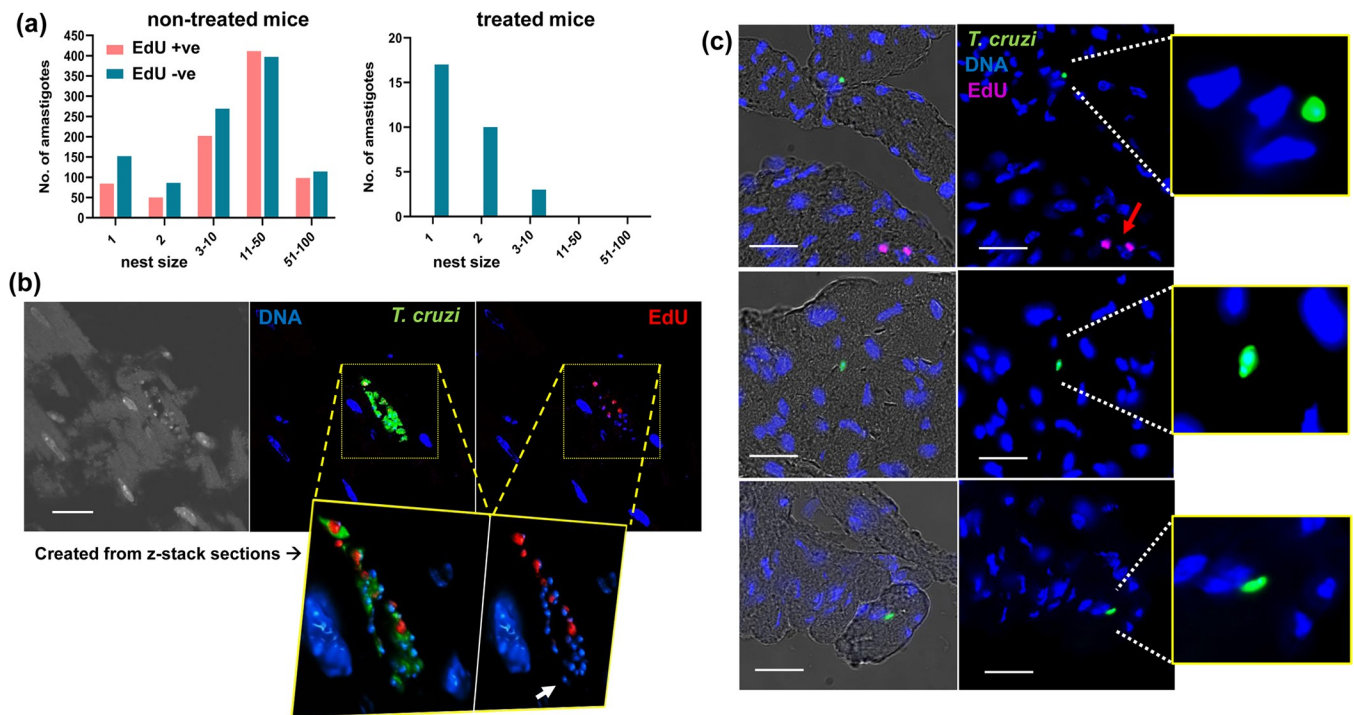 (a)
non-treated mice
No. of amastigotes
450
400
350
300
250
200
150
100
50
0
EdU +ve
EdU -ve
1
2
3-10
11-50
51-100
nest size
treated mice
No. of amastigotes
20
15
10
5
0
1
2
3-10
11-50
51-100
nest size
(b)
DNA
T. cruzi
EdU
Created from z-stack sections →
(c)
T. cruzi
DNA
EdU